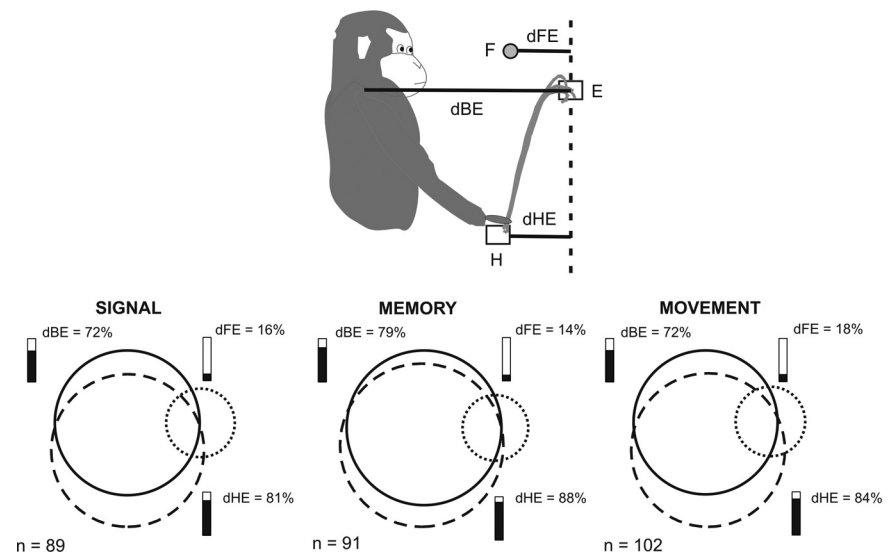 dFE
F
E
dBE
dHE
H
SIGNAL
MEMORY
MOVEMENT
dBE = 72%
dFE = 16%
dBE = 79%
dFE = 14%
dBE = 72%
dFE = 18%
dHE = 81%
dHE = 88%
dHE = 84%
n = 89
n = 91
n = 102